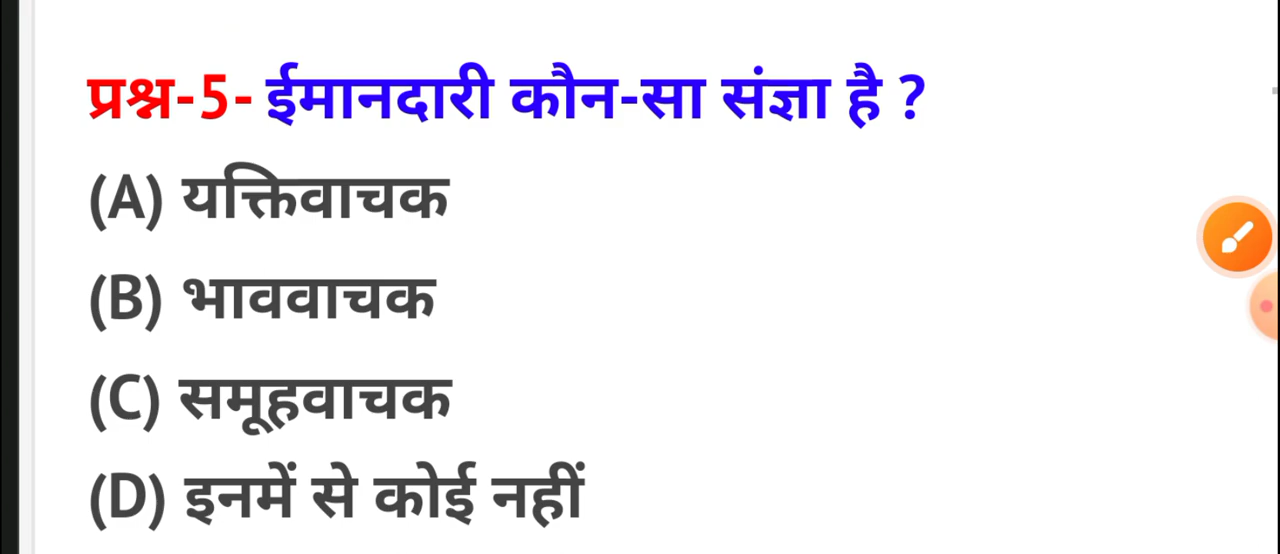 प्रश्न-5- ईमानदारी कौन-सा संज्ञा है ?
(A) यक्तिवाचक
(B) भाववाचक
(C) समूहवाचक
(D) इनमें से कोई नहीं